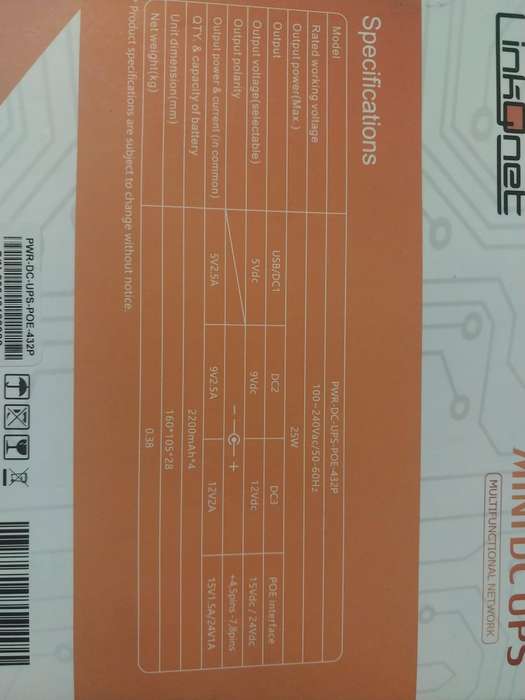 LinkQnet
MINI DC UPS
MULTIFUNCTIONAL NETWORK
Specifications
Model PWR-DC-UPS-POE-432P
Rated working voltage 100~240Vac/50-60Hz
Output power(Max.) 25W
Output USB/DC1 DC2 DC3 POE interface
Output voltage(selectable) 5Vdc 9Vdc 12Vdc 15Vdc / 24Vdc
Output polarity - + +4,5pins -7,8pins
Output power & current (in common) 5V2.5A 9V2.5A 12V2A 15V1.5A/24V1A
QTY. & capacity of battery 2200mAh*4
Unit dimension(mm) 160*105*28
Net weight(kg) 0.38
* Product specifications are subject to change without notice.
PWR-DC-UPS-POE-432P